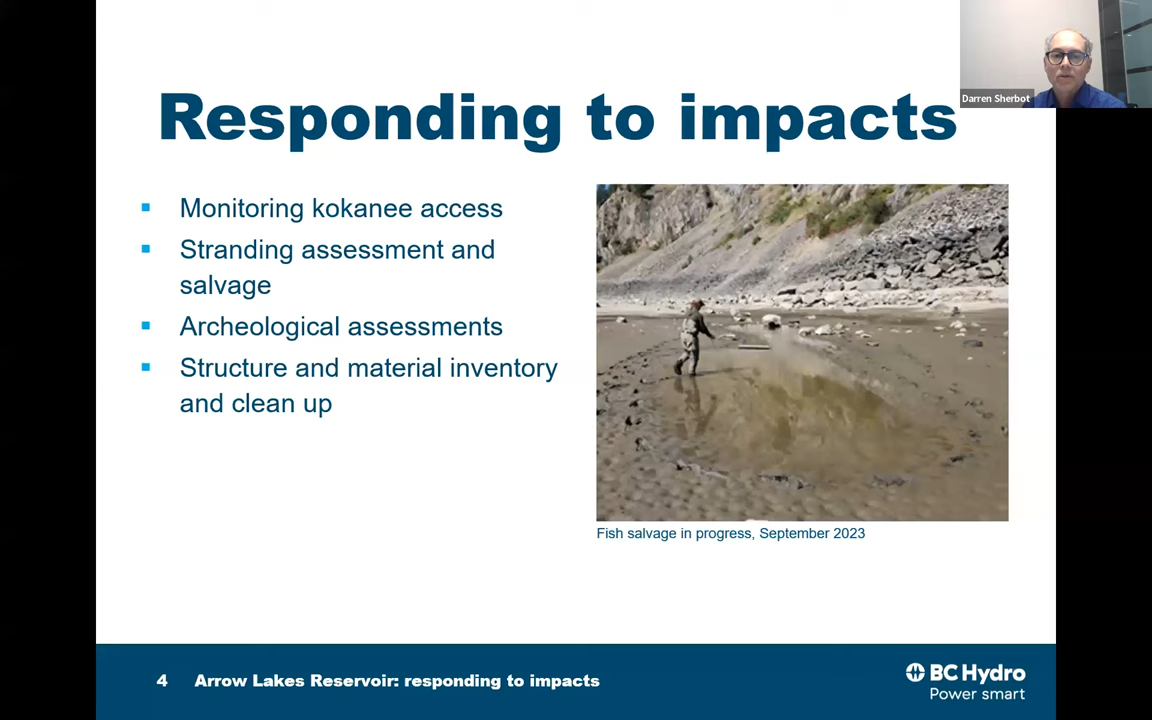 Responding to impacts
Darren Sherbot
▪ Monitoring kokanee access
▪ Stranding assessment and
salvage
▪ Archeological assessments
▪ Structure and material inventory
and clean up
Fish salvage in progress, September 2023
4 Arrow Lakes Reservoir: responding to impacts
BC Hydro
Power smart